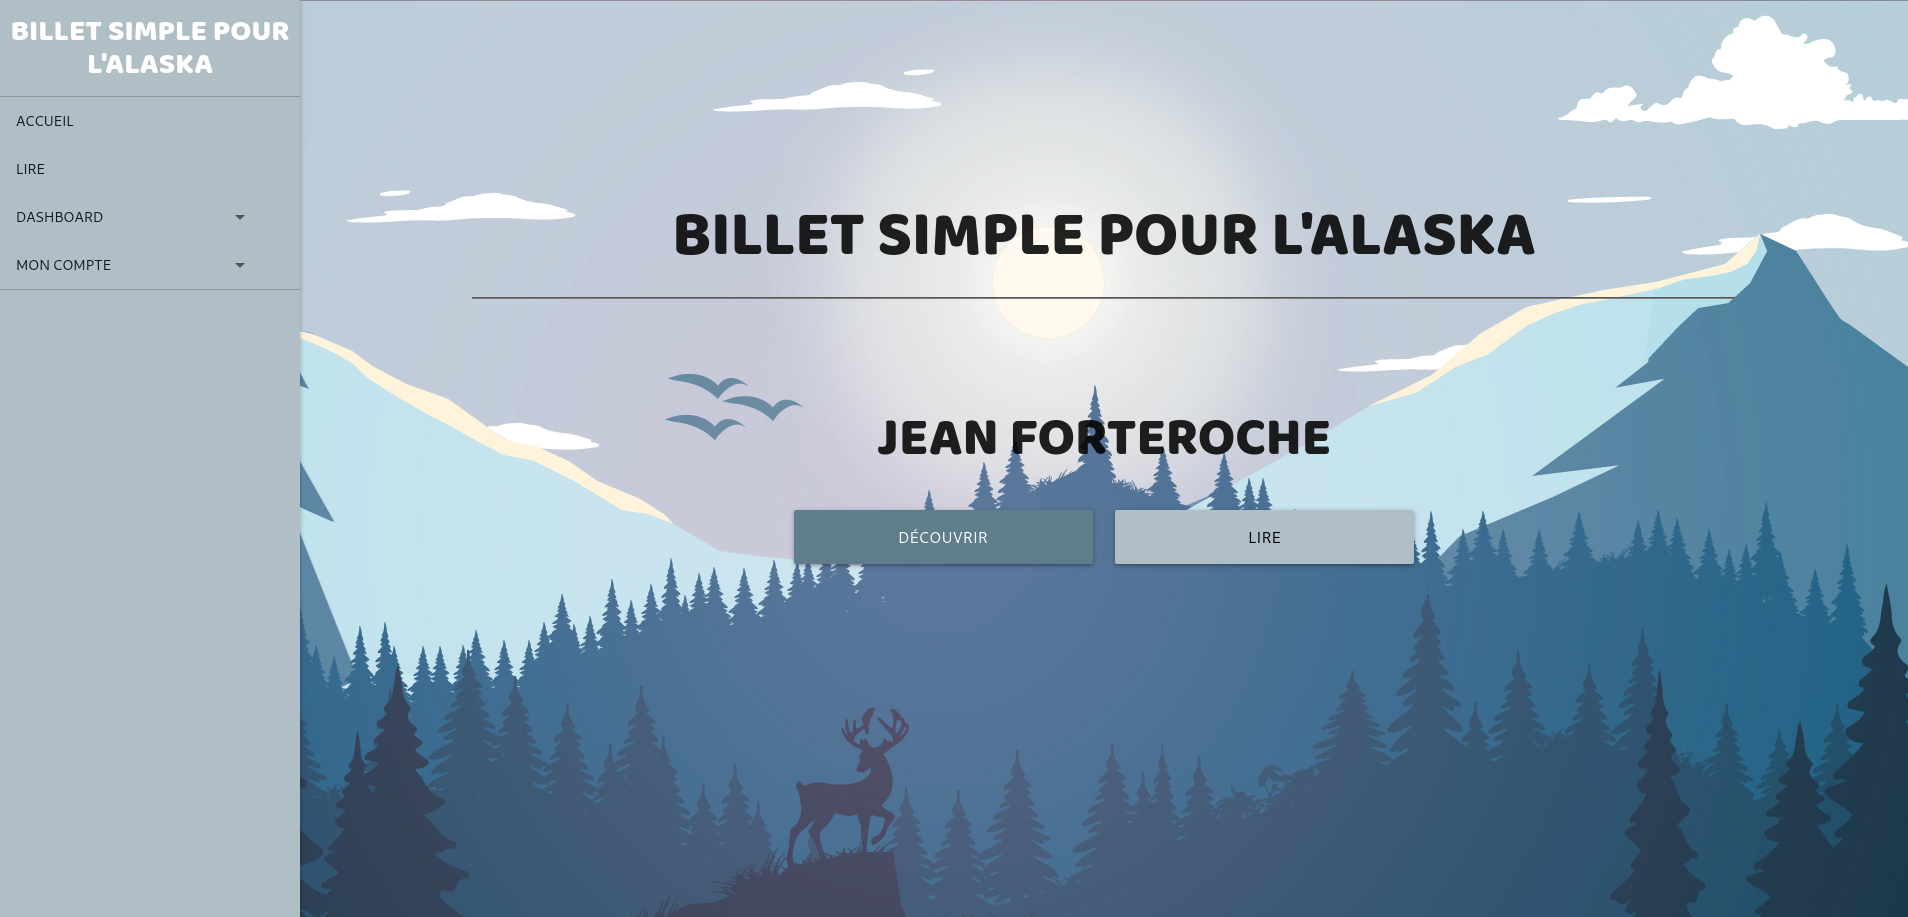 BILLET SIMPLE POUR
L'ALASKA
ACCUEIL
LIRE
DASHBOARD
MON COMPTE
BILLET SIMPLE POUR L'ALASKA
JEAN FORTEROCHE
DÉCOUVRIR
LIRE